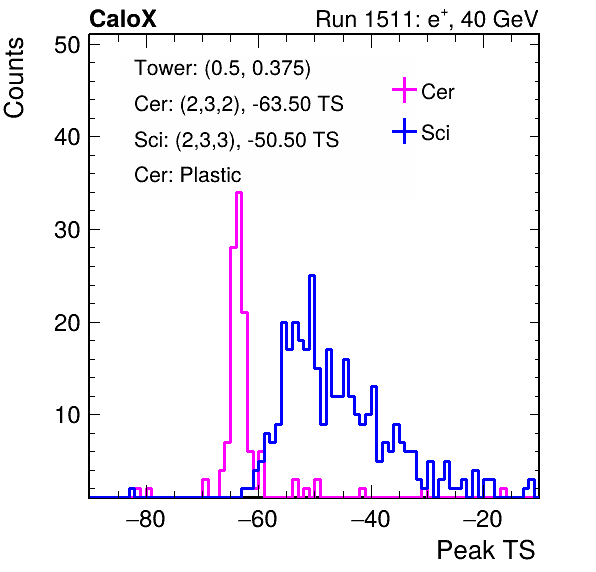 CaloX Run 1511: e⁺, 40 GeV
Counts
50
40
30
20
10
Tower: (0.5, 0.375)
Cer: (2,3,2), -63.50 TS
Sci: (2,3,3), -50.50 TS
Cer: Plastic
Cer
Sci
−80 −60 −40 −20
Peak TS